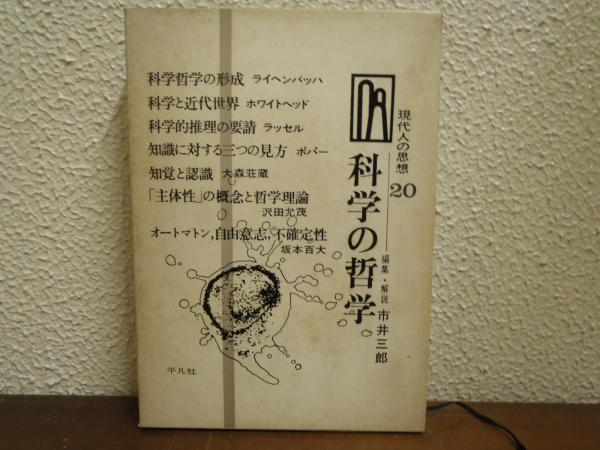 現代人の思想
20
科学の哲学
編集・解説 市井三郎
科学哲学の形成 ライヘンバッハ
科学と近代世界 ホワイトヘッド
科学的推理の要請 ラッセル
知識に対する三つの見方 ポパー
知覚と認識 大森荘蔵
「主体性」の概念と哲学理論
沢田允茂
オートマトン,自由意志,不確定性
坂本百大
平凡社